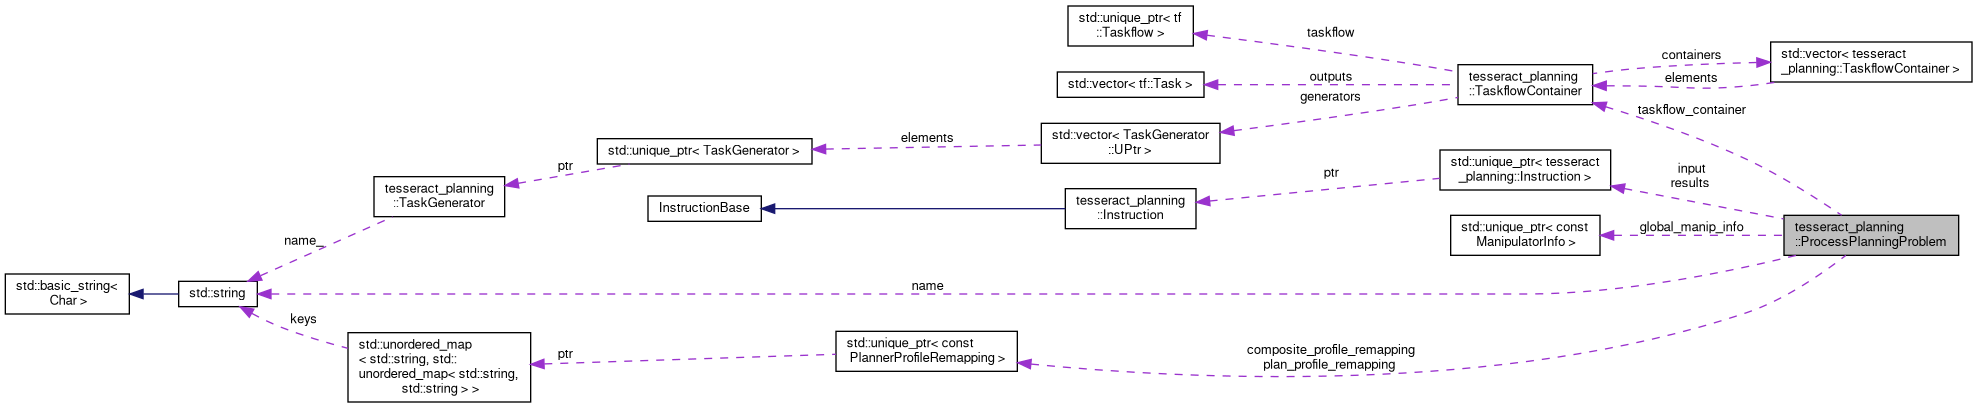 std::unique_ptr< tf
::Taskflow >
taskflow
std::vector< tf::Task >
outputs
generators
tesseract_planning
::TaskflowContainer
containers
elements
std::vector< tesseract
_planning::TaskflowContainer >
taskflow_container
std::vector< TaskGenerator
::UPtr >
elements
std::unique_ptr< TaskGenerator >
ptr
tesseract_planning
::TaskGenerator
name_
std::unique_ptr< tesseract
_planning::Instruction >
input
results
ptr
tesseract_planning
::Instruction
InstructionBase
std::unique_ptr< const
ManipulatorInfo >
global_manip_info
tesseract_planning
::ProcessPlanningProblem
std::basic_string<
Char >
std::string
name
keys
std::unordered_map
< std::string, std::
unordered_map< std::string,
std::string > >
ptr
std::unique_ptr< const
PlannerProfileRemapping >
composite_profile_remapping
plan_profile_remapping